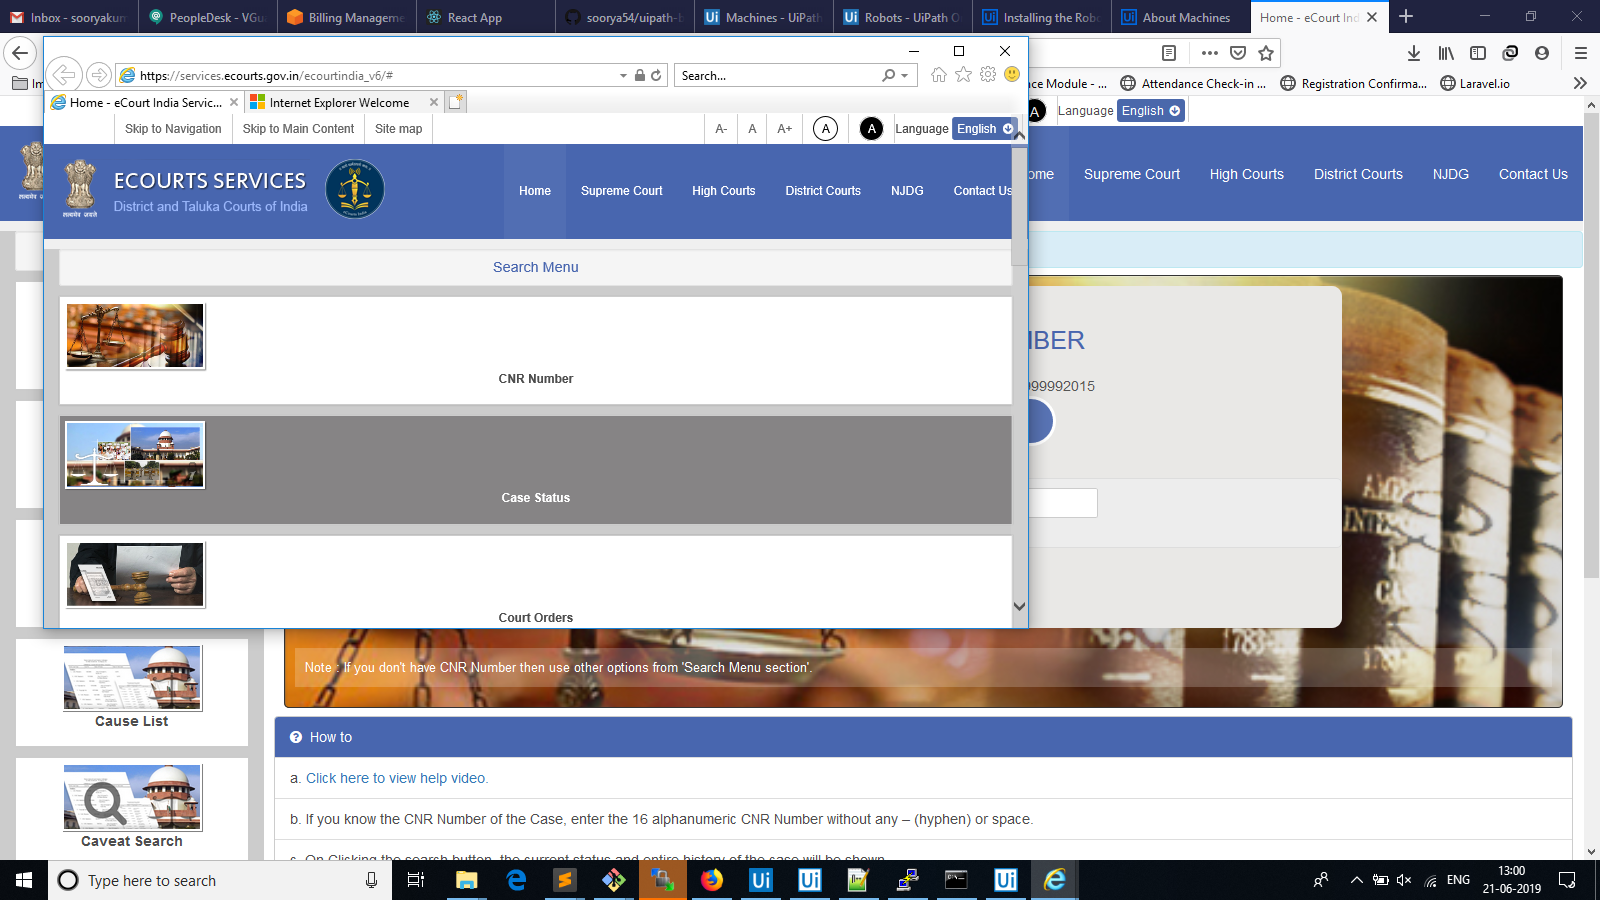 Inbox - sooryakum
PeopleDesk - VGu
Billing Manageme
React App
soorya54/uipath-b
Machines - UiPath
Robots - UiPath O
Installing the Robo
About Machines
Home - eCourt Ind
https://services.ecourts.gov.in/ecourtindia_v6/#
Search...
Im
ce Module - ...
Attendance Check-in ...
Registration Confirma...
Laravel.io
Home - eCourt India Servic...
Internet Explorer Welcome
Skip to Navigation
Skip to Main Content
Site map
A-
A
A+
A
A
Language
English
A
Language
English
ECOURTS SERVICES
District and Taluka Courts of India
Home
Supreme Court
High Courts
District Courts
NJDG
Contact Us
ome
Supreme Court
High Courts
District Courts
NJDG
Contact Us
Search Menu
CNR Number
MBER
999992015
Case Status
Court Orders
Note : If you don't have CNR Number then use other options from 'Search Menu section'.
Cause List
How to
a. Click here to view help video.
b. If you know the CNR Number of the Case, enter the 16 alphanumeric CNR Number without any – (hyphen) or space.
Caveat Search
c. On Clicking the search button, the current status and entire history of the case will be shown.
Type here to search
ENG
13:00
21-06-2019